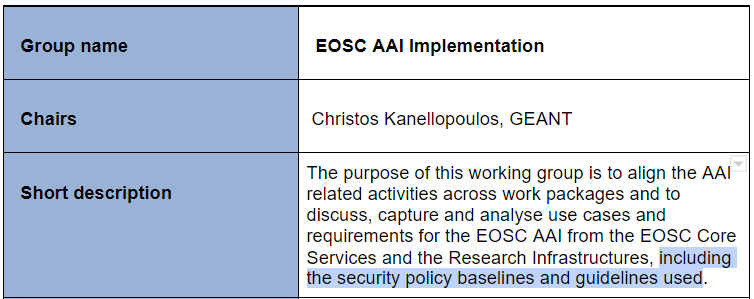 Group name
EOSC AAI Implementation
Chairs
Christos Kanellopoulos, GEANT
Short description
The purpose of this working group is to align the AAI
related activities across work packages and to
discuss, capture and analyse use cases and
requirements for the EOSC AAI from the EOSC Core
Services and the Research Infrastructures, including
the security policy baselines and guidelines used.